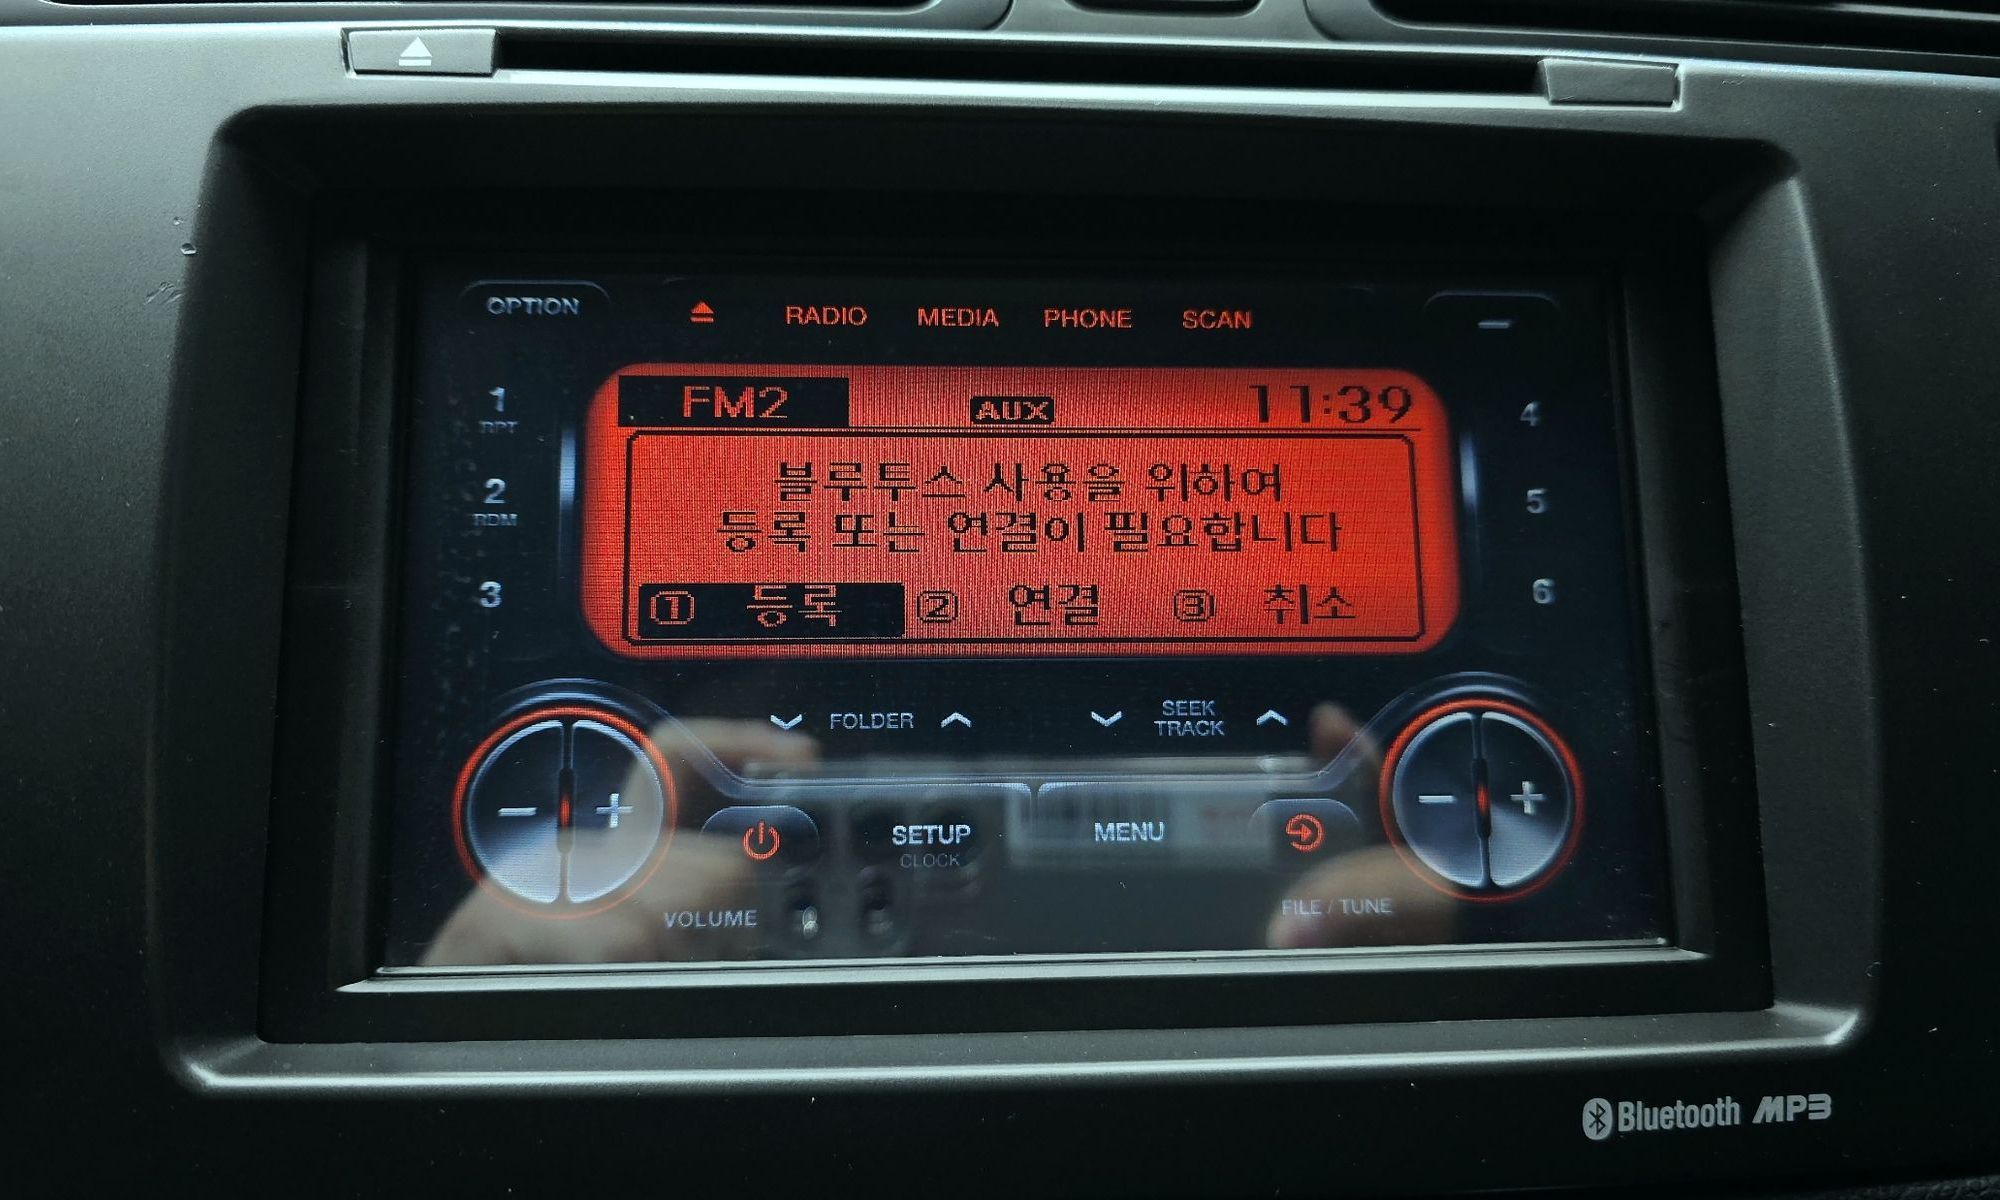 OPTION
RADIO MEDIA PHONE SCAN
1
RPT
2
RDM
3
FM2 AUX 11:39
블루투스 사용을 위하여
등록 또는 연결이 필요합니다
① 등록 ② 연결 ③ 취소
4
5
6
FOLDER
SEEK
TRACK
SETUP
CLOCK
MENU
VOLUME
FILE / TUNE
Bluetooth MP3